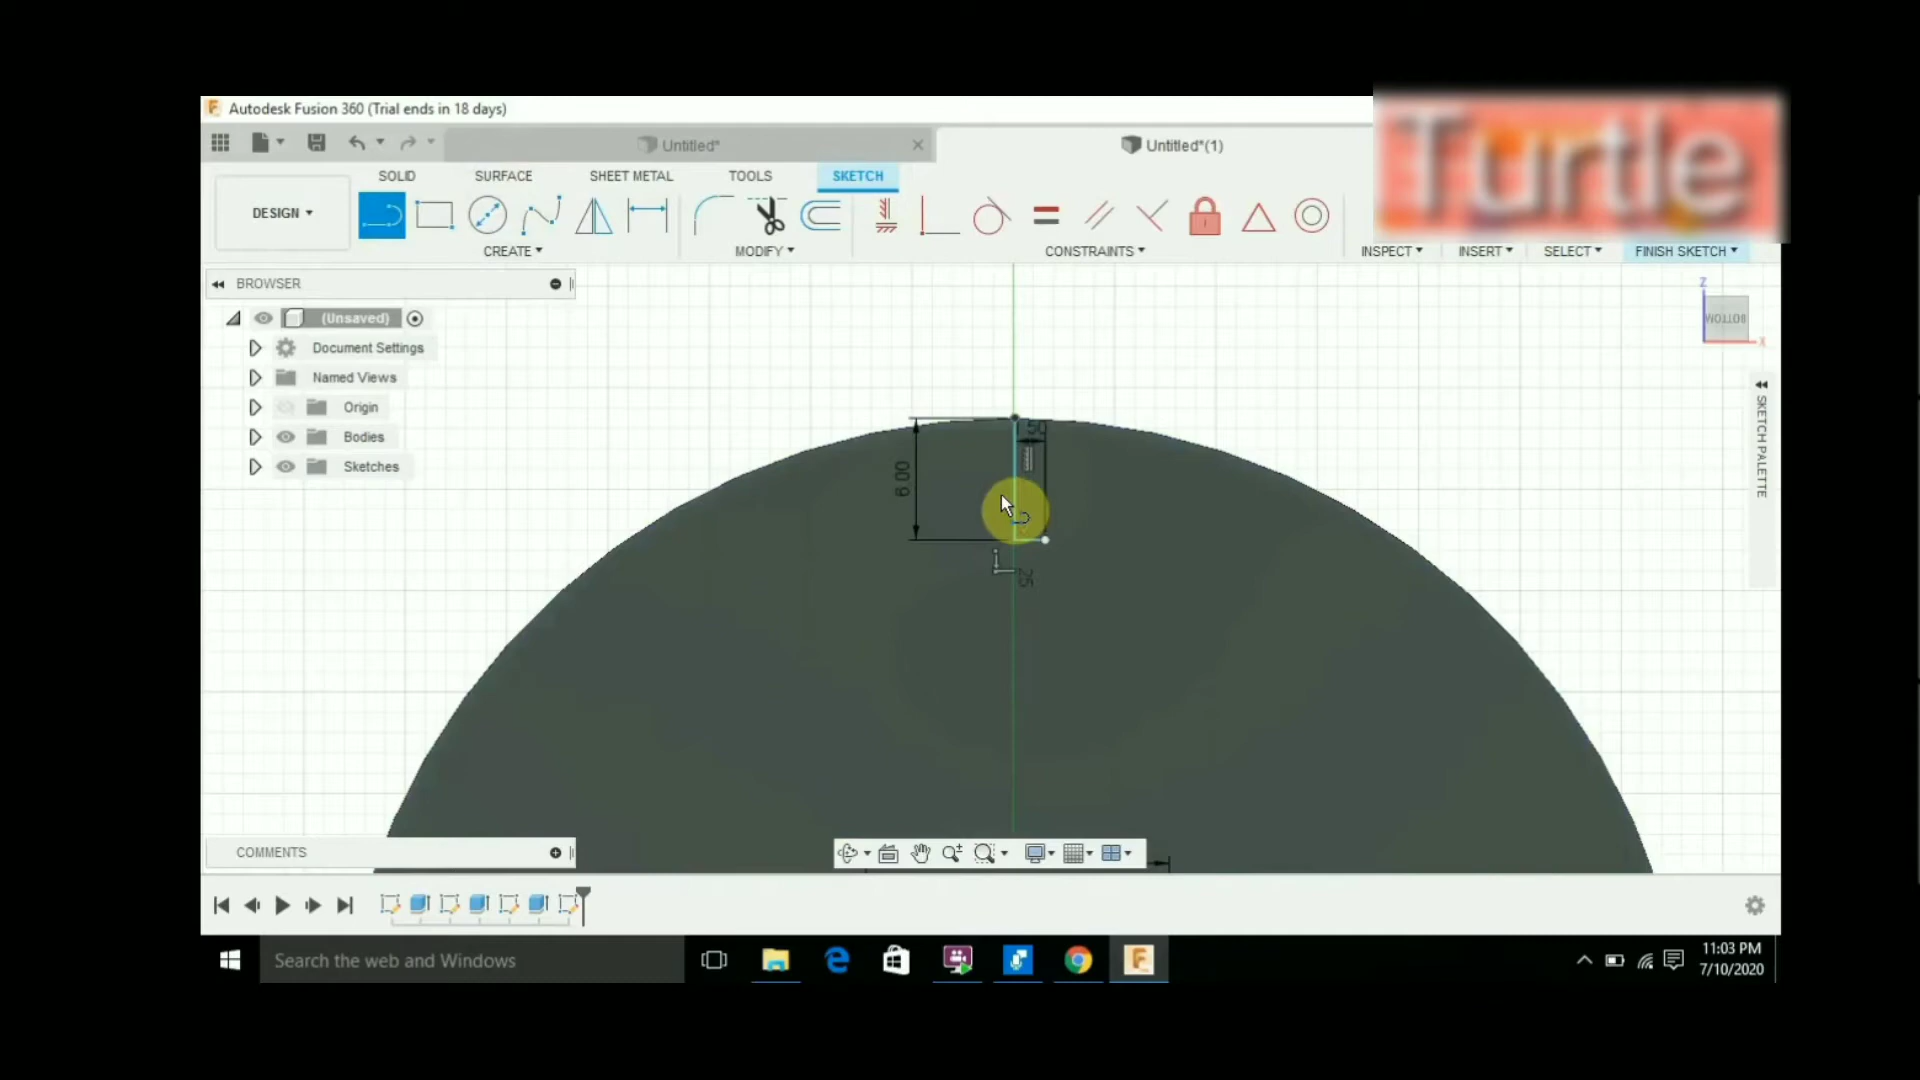 Autodesk Fusion 360 (Trial ends in 18 days)
Turtle
Untitled*
Untitled*(1)
SOLID
SURFACE
SHEET METAL
TOOLS
SKETCH
DESIGN
CREATE
MODIFY
CONSTRAINTS
INSPECT
INSERT
SELECT
FINISH SKETCH
BROWSER
(Unsaved)
Document Settings
Named Views
Origin
Bodies
Sketches
Z
BOTTOM
X
SKETCH PALETTE
6.00
25
COMMENTS
Search the web and Windows
11:03 PM
7/10/2020